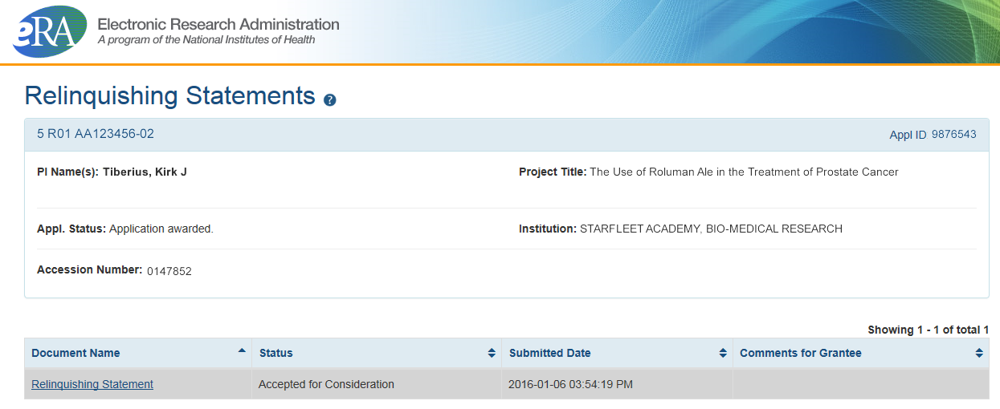 eRA
Electronic Research Administration
A program of the National Institutes of Health
Relinquishing Statements ?
5 R01 AA123456-02 Appl ID 9876543
PI Name(s): Tiberius, Kirk J Project Title: The Use of Roluman Ale in the Treatment of Prostate Cancer
Appl. Status: Application awarded. Institution: STARFLEET ACADEMY, BIO-MEDICAL RESEARCH
Accession Number: 0147852
Showing 1 - 1 of total 1
Document Name Status Submitted Date Comments for Grantee
Relinquishing Statement Accepted for Consideration 2016-01-06 03:54:19 PM